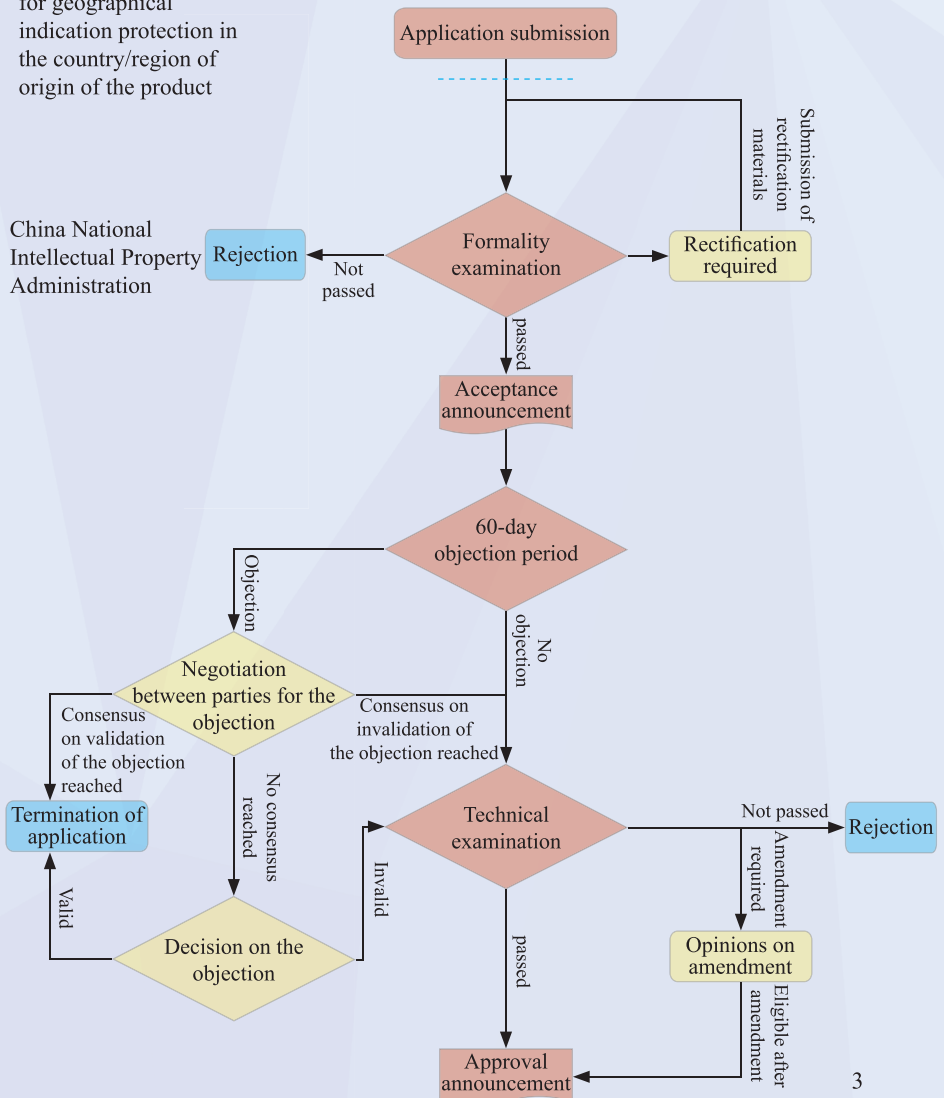 for geographical
indication protection in
the country/region of
origin of the product
Application submission
Submission of
rectification
materials
China National
Intellectual Property
Administration
Rejection
Not
passed
Formality
examination
Rectification
required
passed
Acceptance
announcement
60-day
objection period
Objection
No
objection
Negotiation
between parties for the
objection
Consensus on
invalidation of
the objection reached
Consensus
on validation
of the objection
reached
No consensus
reached
Termination of
application
Technical
examination
Not passed
Rejection
Amendment
required
Valid
Invalid
Decision on the
objection
passed
Opinions on
amendment
Eligible after
amendment
Approval
announcement
3